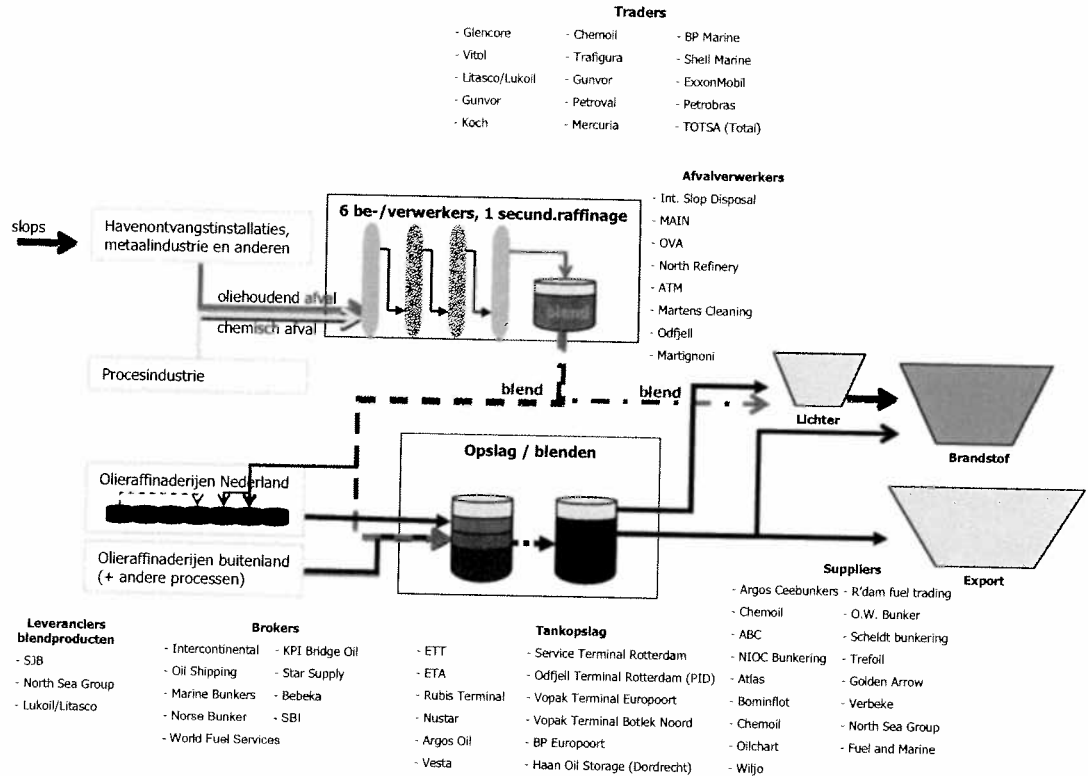 Traders
- Glencore
- Vitol
- Litasco/Lukoil
- Gunvor
- Koch
- Chemoil
- Trafigura
- Gunvor
- Petroval
- Mercuria
- BP Marine
- Shell Marine
- ExxonMobil
- Petrobras
- TOTSA (Total)
Afvalverwerkers
- Int. Slop Disposal
- MAIN
- OVA
- North Refinery
- ATM
- Martens Cleaning
- Odfjell
- Martignoni
slops
Havenontvangstinstallaties,
metaalindustrie en anderen
6 be-/verwerkers, 1 secund.raffinage
oliehoudend afval
chemisch afval
blend
Procesindustrie
blend
blend
Lichter
Brandstof
Opslag / blenden
Olieraffinaderijen Nederland
Olieraffinaderijen buitenland
(+ andere processen)
Export
Suppliers
- Argos Ceebunkers
- Chemoil
- ABC
- NIOC Bunkering
- Atlas
- Bominflot
- Chemoil
- Oilchart
- Wiljo
- R'dam fuel trading
- O.W. Bunker
- Scheldt bunkering
- Trefoil
- Golden Arrow
- Verbeke
- North Sea Group
- Fuel and Marine
Leveranciers
blendproducten
- SJB
- North Sea Group
- Lukoil/Litasco
Brokers
- Intercontinental
- Oil Shipping
- Marine Bunkers
- Norse Bunker
- World Fuel Services
- KPI Bridge Oil
- Star Supply
- Bebeka
- SBI
Tankopslag
- ETT
- ETA
- Rubis Terminal
- Nustar
- Argos Oil
- Vesta
- Service Terminal Rotterdam
- Odfjell Terminal Rotterdam (PID)
- Vopak Terminal Europoort
- Vopak Terminal Botlek Noord
- BP Europoort
- Haan Oil Storage (Dordrecht)